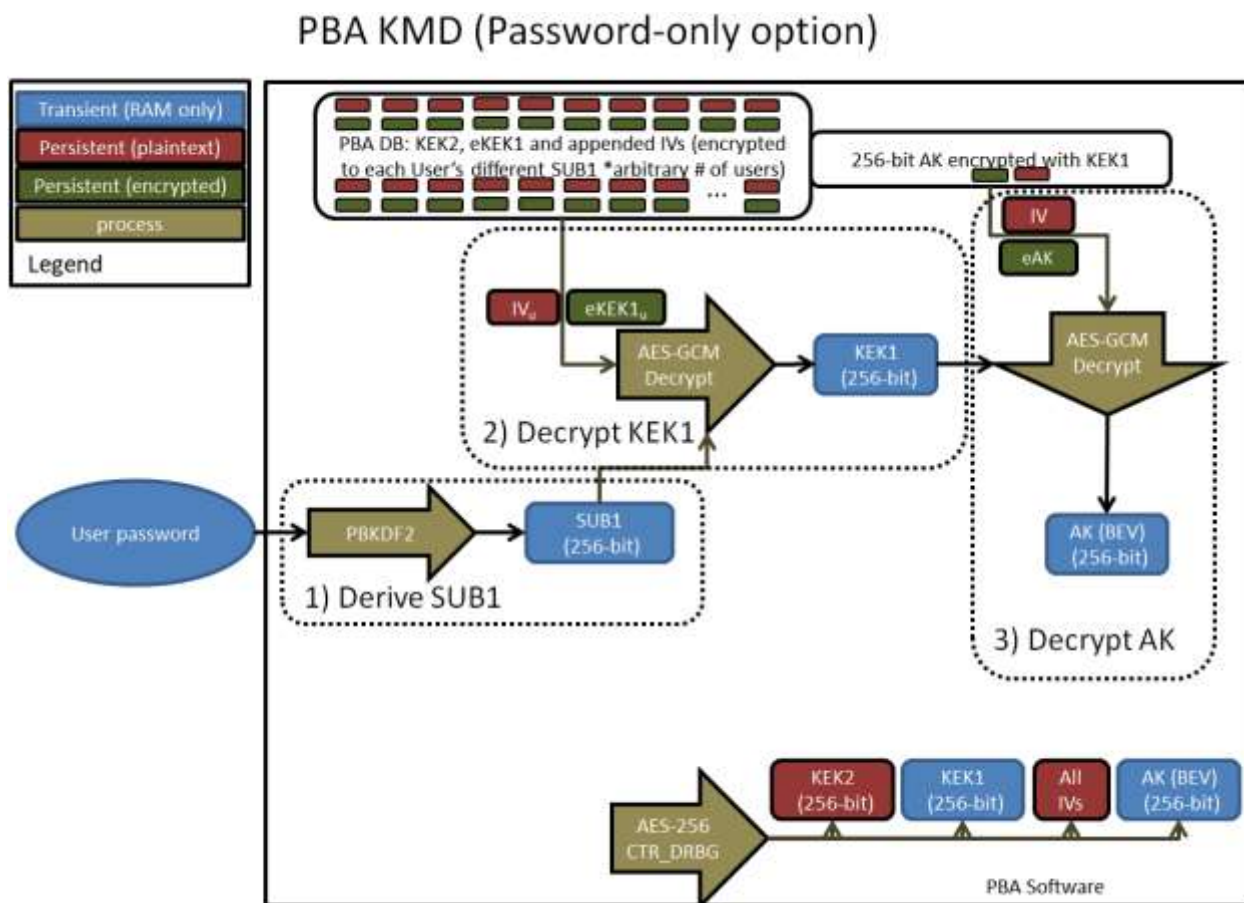 PBA KMD (Password-only option)
Transient (RAM only)
Persistent (plaintext)
Persistent (encrypted)
process
Legend
PBA DB: KEK2, eKEK1 and appended IVs (encrypted
to each User's different SUB1 *arbitrary # of users)
...
256-bit AK encrypted with KEK1
IV
eAK
IVu
eKEK1u
AES-GCM
Decrypt
KEK1
(256-bit)
AES-GCM
Decrypt
2) Decrypt KEK1
User password
PBKDF2
SUB1
(256-bit)
1) Derive SUB1
AK (BEV)
(256-bit)
3) Decrypt AK
AES-256
CTR_DRBG
KEK2
(256-bit)
KEK1
(256-bit)
All
IVs
AK (BEV)
(256-bit)
PBA Software